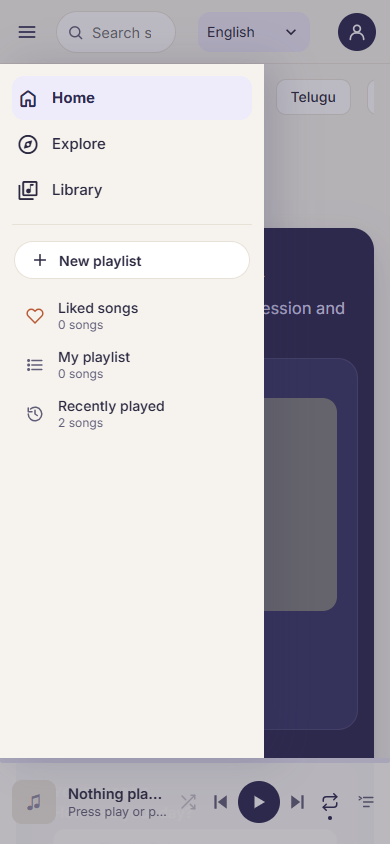 Search s
English
Telugu
Home
Explore
Library
New playlist
ession and
Liked songs
0 songs
My playlist
0 songs
Recently played
2 songs
Nothing pla...
Press play or p...